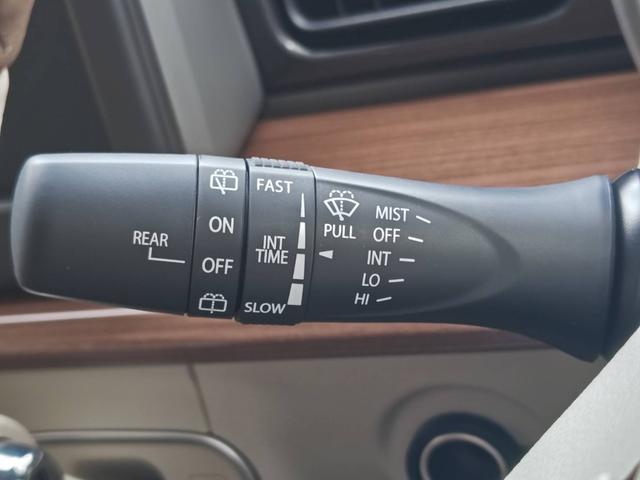 REAR
ON
OFF
FAST
INT
TIME
SLOW
PULL
MIST
OFF
INT
LO
HI